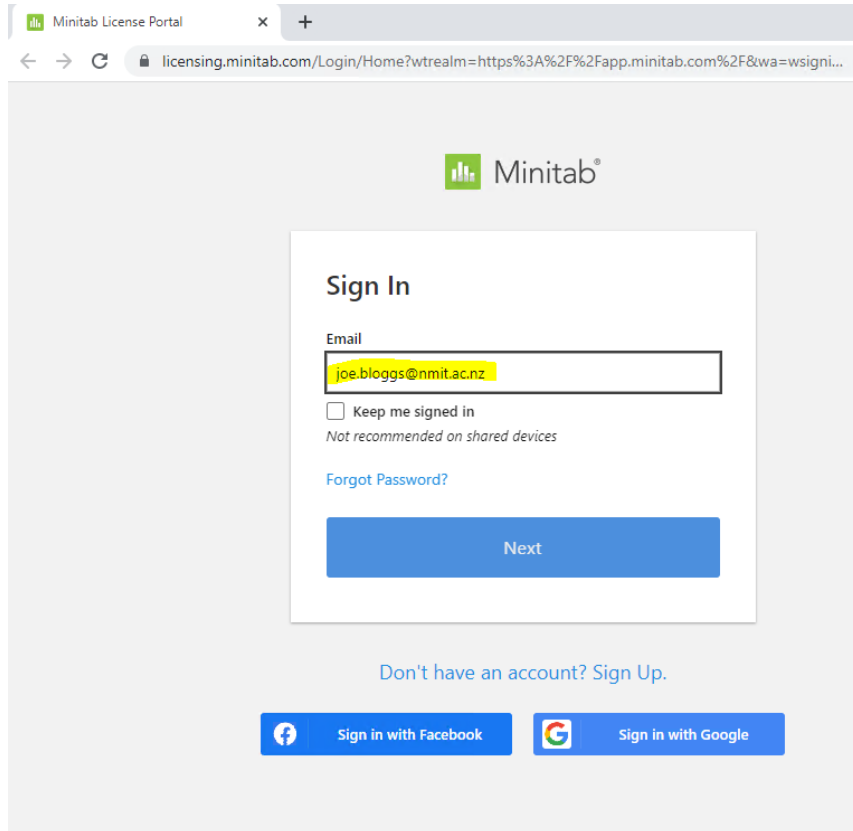 Minitab License Portal
licensing.minitab.com/Login/Home?wtrealm=https%3A%2F%2Fapp.minitab.com%2F&wa=wsigni...
Minitab®
Sign In
Email
joe.bloggs@nmit.ac.nz
Keep me signed in
Not recommended on shared devices
Forgot Password?
Next
Don't have an account? Sign Up.
Sign in with Facebook
Sign in with Google